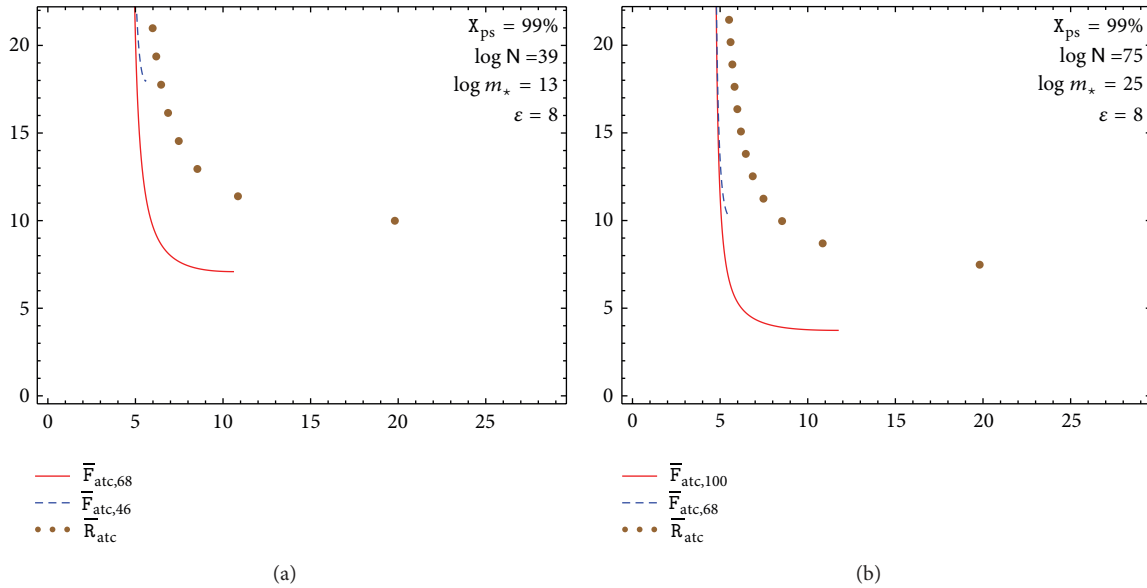 X_ps = 99%
log N =39
log m_⋆ = 13
ε = 8
20
15
10
5
0
0 5 10 15 20 25
F̅_atc,68
F̅_atc,46
R̅_atc
(a)
X_ps = 99%
log N =75
log m_⋆ = 25
ε = 8
20
15
10
5
0
0 5 10 15 20 25
F̅_atc,100
F̅_atc,68
R̅_atc
(b)